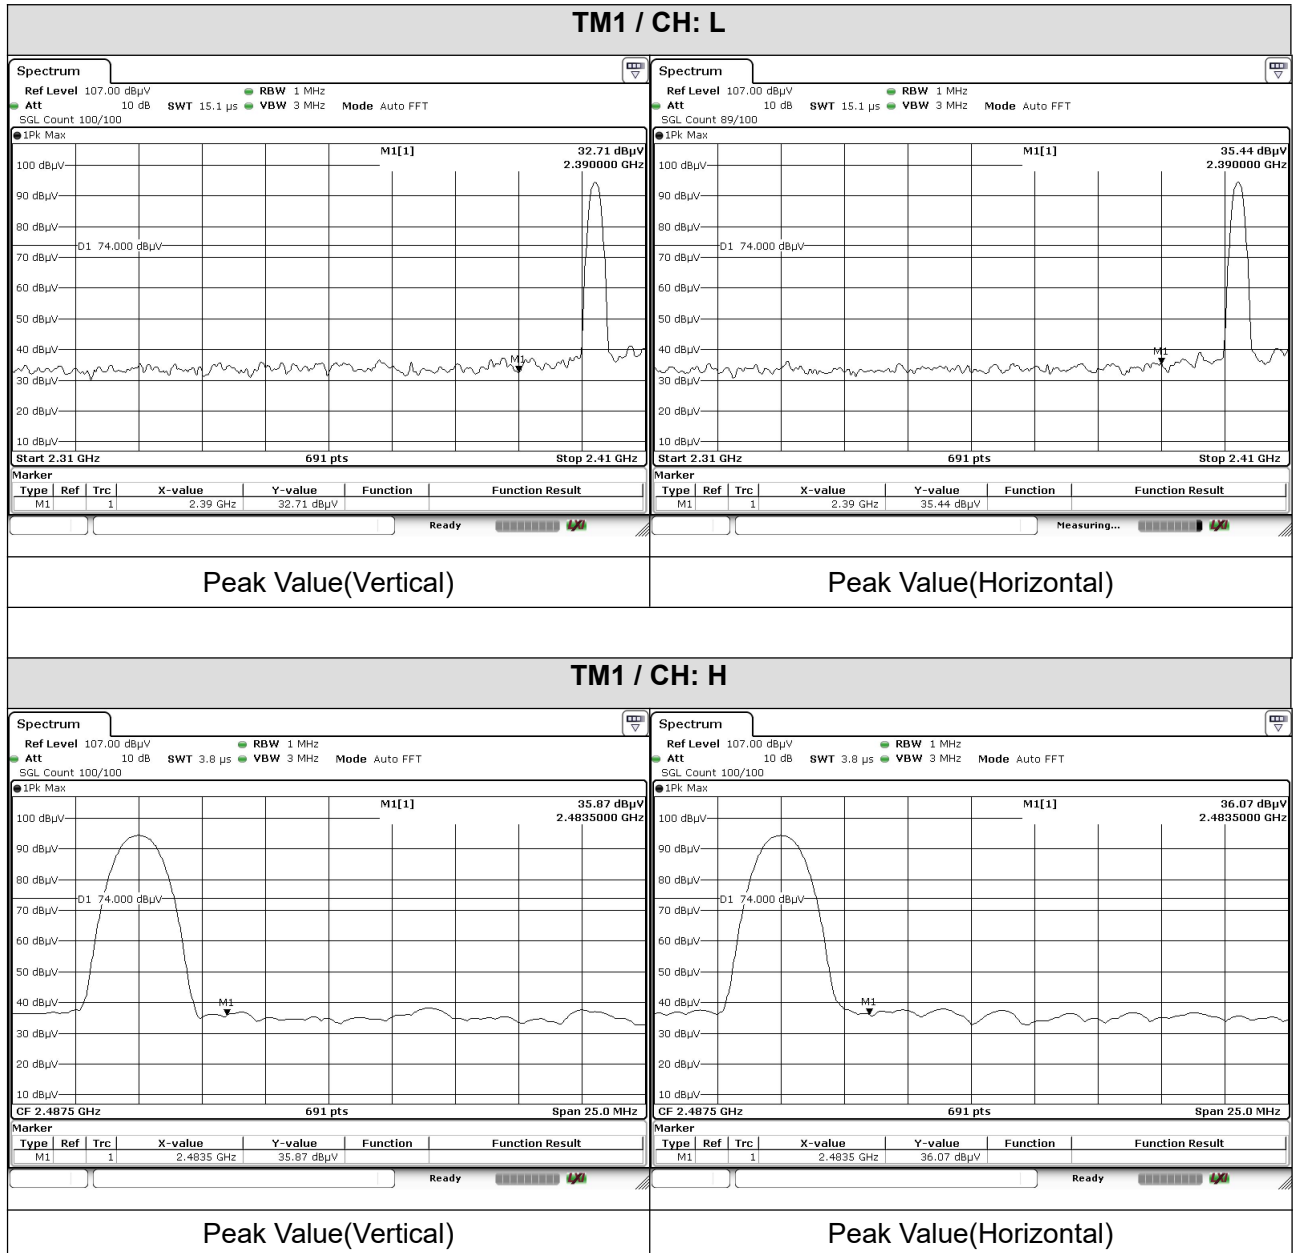 TM1 / CH: L
Spectrum
Ref Level 107.00 dBµV RBW 1 MHz
Att 10 dB SWT 15.1 µs VBW 3 MHz Mode Auto FFT
SGL Count 100/100
1Pk Max
M1[1] 32.71 dBµV
2.390000 GHz
100 dBµV
90 dBµV
80 dBµV
D1 74.000 dBµV
70 dBµV
60 dBµV
50 dBµV
40 dBµV
M1
30 dBµV
20 dBµV
10 dBµV
Start 2.31 GHz 691 pts Stop 2.41 GHz
Marker
Type Ref Trc X-value Y-value Function Function Result
M1 1 2.39 GHz 32.71 dBµV
Ready LXI
Peak Value(Vertical)
Spectrum
Ref Level 107.00 dBµV RBW 1 MHz
Att 10 dB SWT 15.1 µs VBW 3 MHz Mode Auto FFT
SGL Count 89/100
1Pk Max
M1[1] 35.44 dBµV
2.390000 GHz
100 dBµV
90 dBµV
80 dBµV
D1 74.000 dBµV
70 dBµV
60 dBµV
50 dBµV
40 dBµV
M1
30 dBµV
20 dBµV
10 dBµV
Start 2.31 GHz 691 pts Stop 2.41 GHz
Marker
Type Ref Trc X-value Y-value Function Function Result
M1 1 2.39 GHz 35.44 dBµV
Measuring... LXI
Peak Value(Horizontal)
TM1 / CH: H
Spectrum
Ref Level 107.00 dBµV RBW 1 MHz
Att 10 dB SWT 3.8 µs VBW 3 MHz Mode Auto FFT
SGL Count 100/100
1Pk Max
M1[1] 35.87 dBµV
2.4835000 GHz
100 dBµV
90 dBµV
80 dBµV
D1 74.000 dBµV
70 dBµV
60 dBµV
50 dBµV
40 dBµV
M1
30 dBµV
20 dBµV
10 dBµV
CF 2.4875 GHz 691 pts Span 25.0 MHz
Marker
Type Ref Trc X-value Y-value Function Function Result
M1 1 2.4835 GHz 35.87 dBµV
Ready LXI
Peak Value(Vertical)
Spectrum
Ref Level 107.00 dBµV RBW 1 MHz
Att 10 dB SWT 3.8 µs VBW 3 MHz Mode Auto FFT
SGL Count 100/100
1Pk Max
M1[1] 36.07 dBµV
2.4835000 GHz
100 dBµV
90 dBµV
80 dBµV
D1 74.000 dBµV
70 dBµV
60 dBµV
50 dBµV
40 dBµV
M1
30 dBµV
20 dBµV
10 dBµV
CF 2.4875 GHz 691 pts Span 25.0 MHz
Marker
Type Ref Trc X-value Y-value Function Function Result
M1 1 2.4835 GHz 36.07 dBµV
Ready LXI
Peak Value(Horizontal)